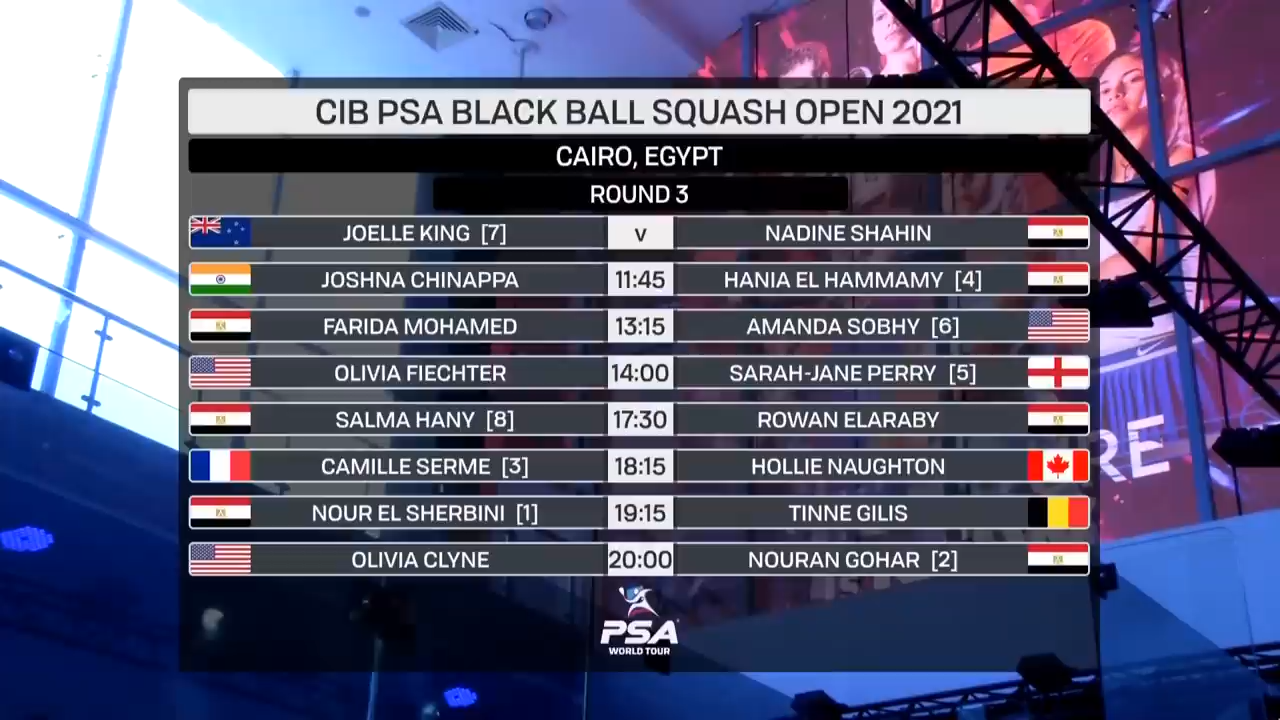 CIB PSA BLACK BALL SQUASH OPEN 2021
CAIRO, EGYPT
ROUND 3
JOELLE KING [7] v NADINE SHAHIN
JOSHNA CHINAPPA 11:45 HANIA EL HAMMAMY [4]
FARIDA MOHAMED 13:15 AMANDA SOBHY [6]
OLIVIA FIECHTER 14:00 SARAH-JANE PERRY [5]
SALMA HANY [8] 17:30 ROWAN ELARABY
CAMILLE SERME [3] 18:15 HOLLIE NAUGHTON
NOUR EL SHERBINI [1] 19:15 TINNE GILIS
OLIVIA CLYNE 20:00 NOURAN GOHAR [2]
PSA
WORLD TOUR